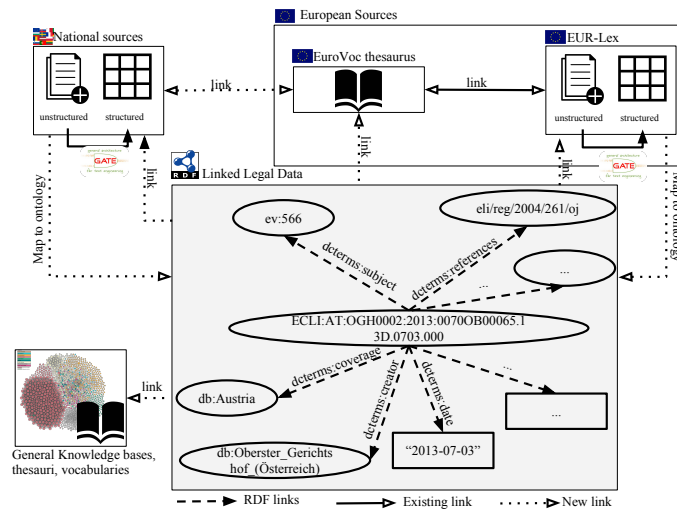 European Sources
National sources
EUR-Lex
EuroVoc thesaurus
link
link
unstructured
structured
unstructured
structured
GATE
GATE
link
link
link
RDF
Linked Legal Data
Map to ontology
Map to ontology
ev:566
eli/reg/2004/261/oj
dcterms:subject
dcterms:references
...
...
ECLI:AT:OGH0002:2013:0070OB00065.1
3D.0703.000
dcterms:coverage
dcterms:creator
dcterms:date
...
link
db:Austria
...
General Knowledge bases,
thesauri, vocabularies
db:Oberster_Gerichts
hof_(Österreich)
“2013-07-03”
RDF links
Existing link
New link